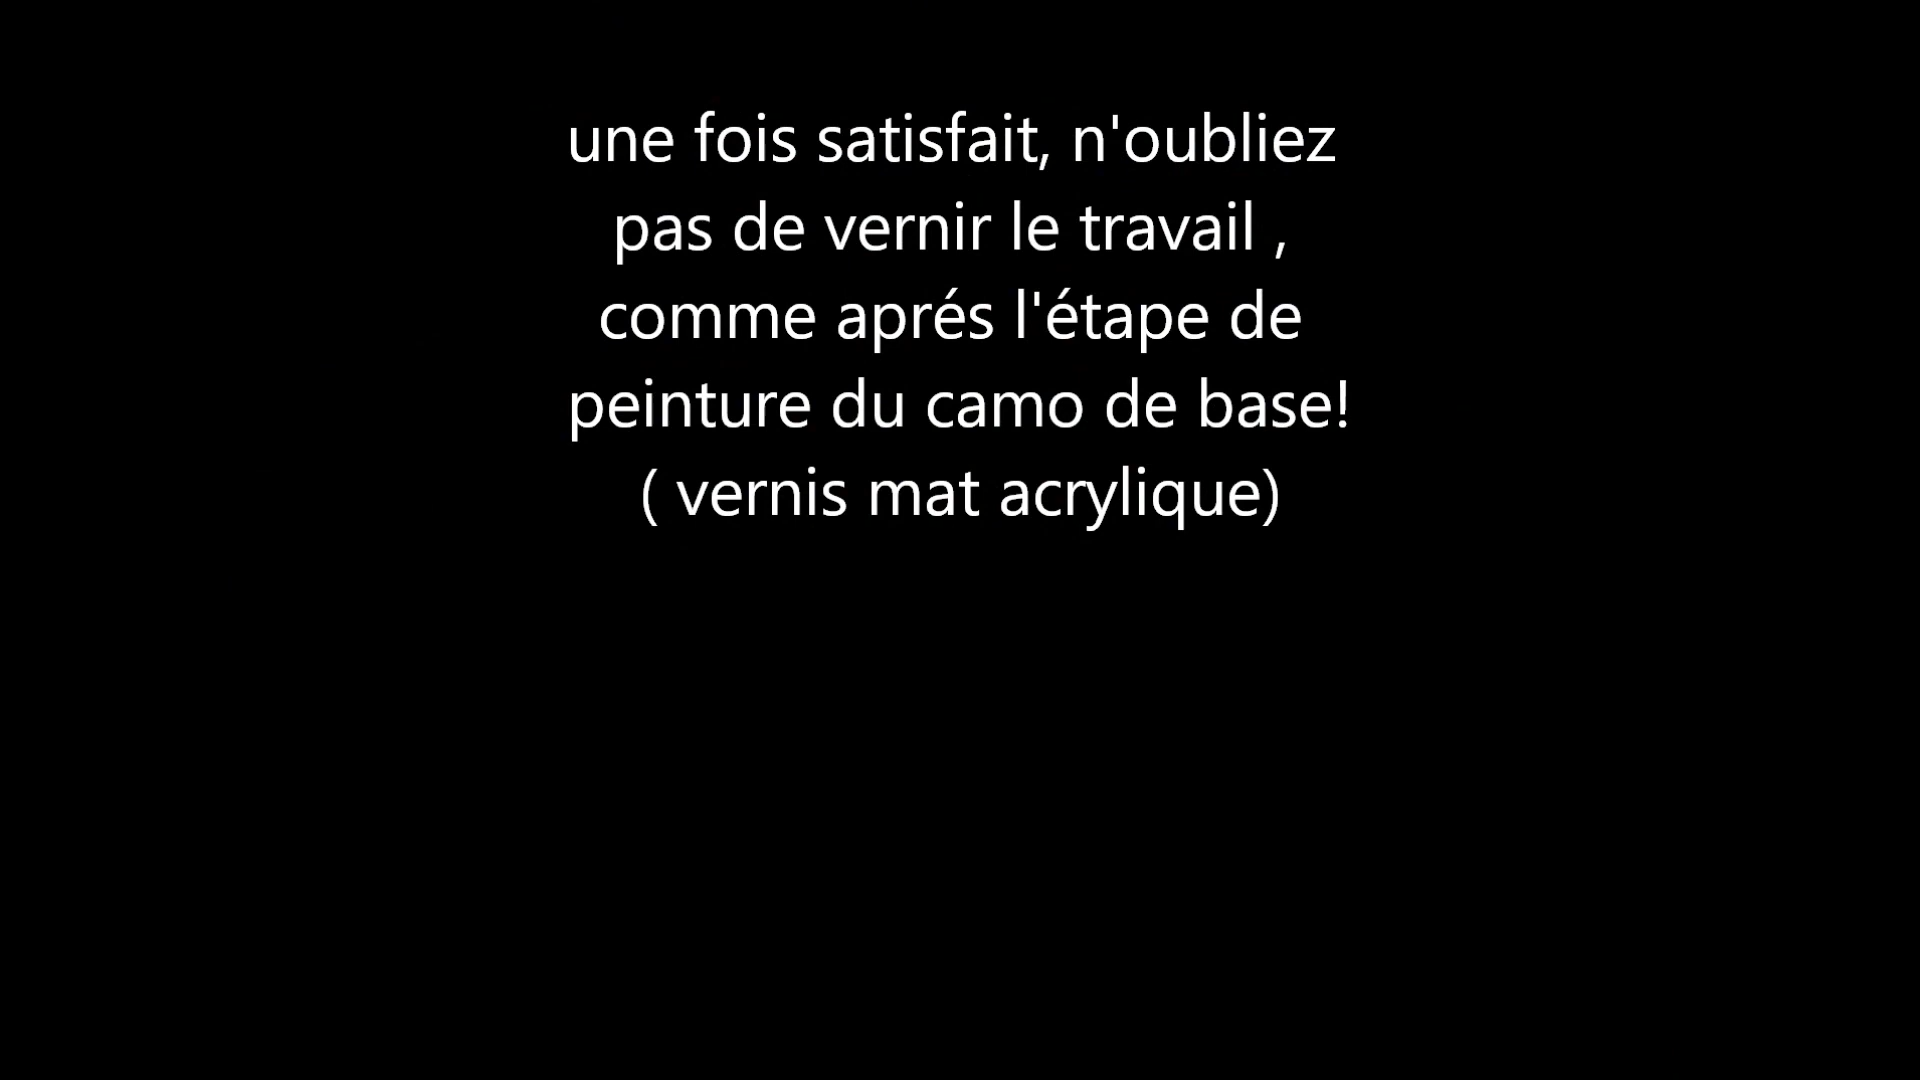 une fois satisfait, n'oubliez
pas de vernir le travail ,
comme aprés l'étape de
peinture du camo de base!
( vernis mat acrylique)